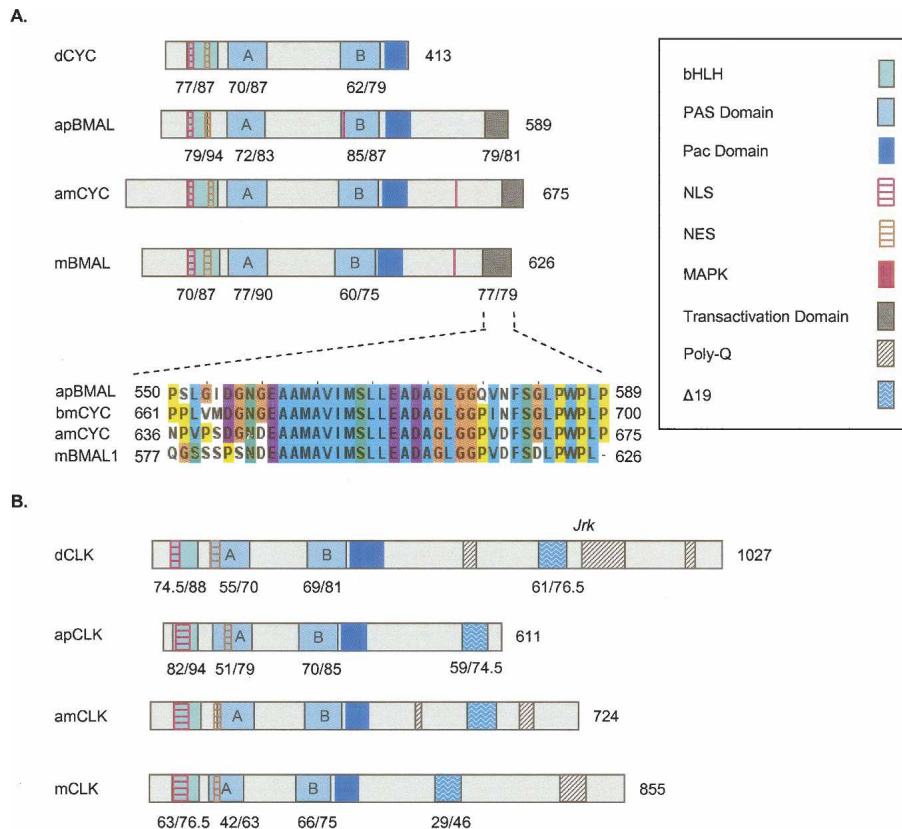 A.
dCYC A B 413
77/87 70/87 62/79
apBMAL A B 589
79/94 72/83 85/87 79/81
amCYC A B 675
mBMAL A B 626
70/87 77/90 60/75 77/79
bHLH
PAS Domain
Pac Domain
NLS
NES
MAPK
Transactivation Domain
Poly-Q
Δ19
apBMAL 550 PSLGIDGNGEAAMAVIMSLLEADAGLGGQVNFSGLPWPLP 589
bmCYC 661 PPLVMDGNGEAAMAVIMSLLEADAGLGGPINFSGLPWPLP 700
amCYC 636 NPVPSDGNDEAAMAVIMSLLEADAGLGGPVDFSGLPWPLP 675
mBMAL1 577 QGSSSPSNDEAAMAVIMSLLEADAGLGGPVDFSDLPWPL- 626
B.
Jrk
dCLK A B 1027
74.5/88 55/70 69/81 61/76.5
apCLK A B 611
82/94 51/79 70/85 59/74.5
amCLK A B 724
mCLK A B 855
63/76.5 42/63 66/75 29/46